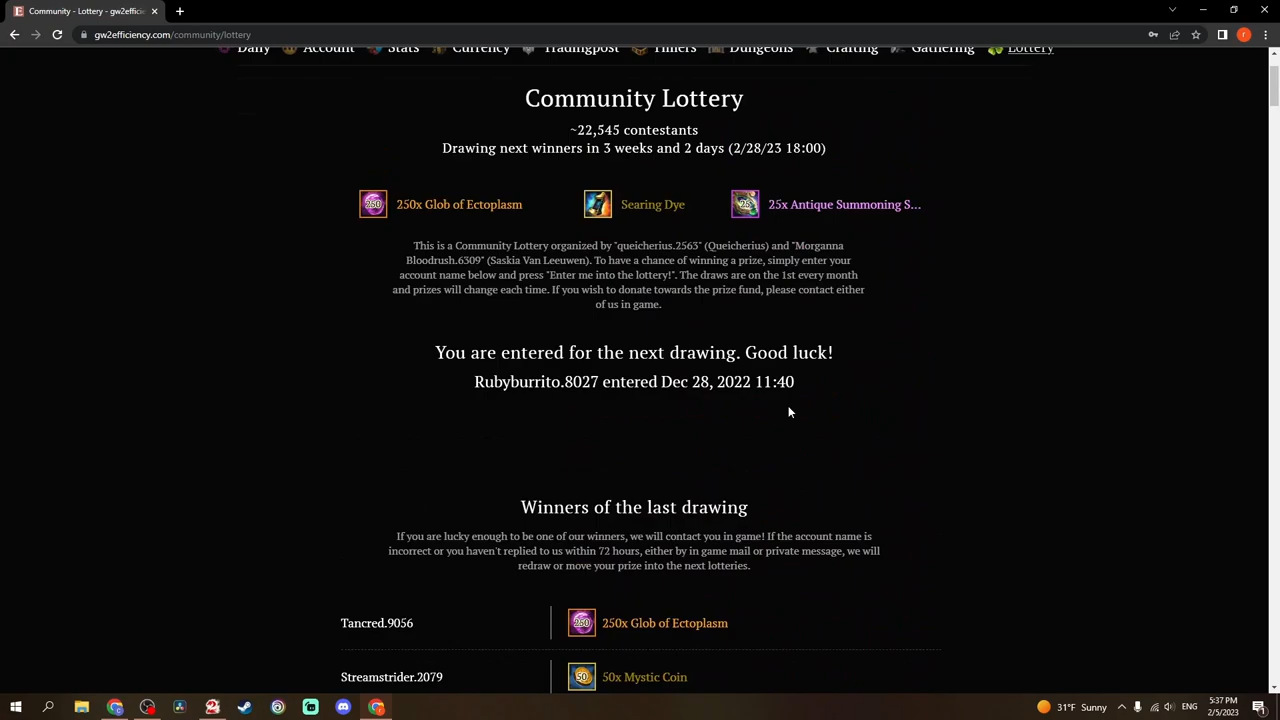 Community - Lottery - gw2efficiency
gw2efficiency.com/community/lottery
Daily Account Stats Currency Tradingpost Timers Dungeons Crafting Gathering Lottery
Community Lottery
~22,545 contestants
Drawing next winners in 3 weeks and 2 days (2/28/23 18:00)
250
250x Glob of Ectoplasm
Searing Dye
25
25x Antique Summoning S...
This is a Community Lottery organized by "queicherius.2563" (Queicherius) and "Morganna
Bloodrush.6309" (Saskia Van Leeuwen). To have a chance of winning a prize, simply enter your
account name below and press "Enter me into the lottery!". The draws are on the 1st every month
and prizes will change each time. If you wish to donate towards the prize fund, please contact either
of us in game.
You are entered for the next drawing. Good luck!
Rubyburrito.8027 entered Dec 28, 2022 11:40
Winners of the last drawing
If you are lucky enough to be one of our winners, we will contact you in game! If the account name is
incorrect or you haven't replied to us within 72 hours, either by in game mail or private message, we will
redraw or move your prize into the next lotteries.
Tancred.9056
250
250x Glob of Ectoplasm
Streamstrider.2079
50
50x Mystic Coin
31°F Sunny
ENG
5:37 PM
2/5/2023